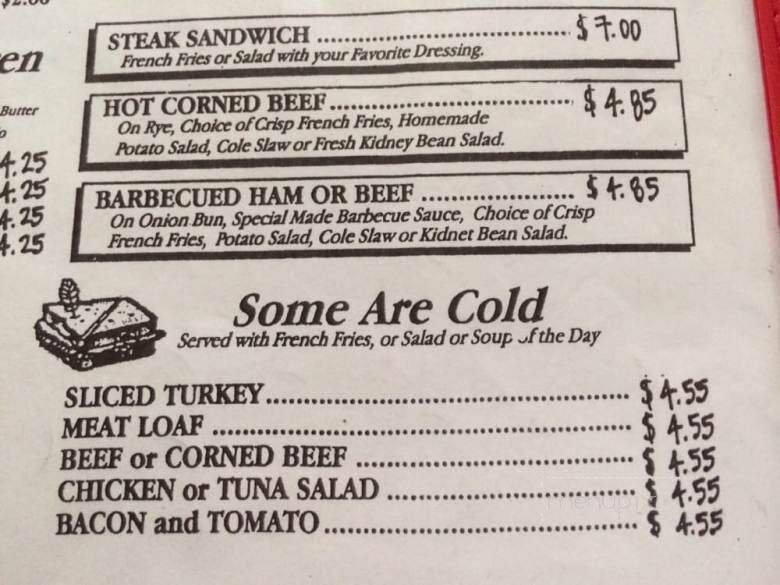 $2.00
en
Butter
o
4.25
4.25
4.25
4.25
STEAK SANDWICH .................................. $ 7.00
French Fries or Salad with your Favorite Dressing.
HOT CORNED BEEF................................. $ 4.85
On Rye, Choice of Crisp French Fries, Homemade
Potato Salad, Cole Slaw or Fresh Kidney Bean Salad.
BARBECUED HAM OR BEEF .................... $ 4.85
On Onion Bun, Special Made Barbecue Sauce, Choice of Crisp
French Fries, Potato Salad, Cole Slaw or Kidnet Bean Salad.
Some Are Cold
Served with French Fries, or Salad or Soup of the Day
SLICED TURKEY................................................ $ 4.55
MEAT LOAF ....................................................... $ 4.55
BEEF or CORNED BEEF .................................... $ 4.55
CHICKEN or TUNA SALAD ............................... $ 4.55
BACON and TOMATO......................................... $ 4.55